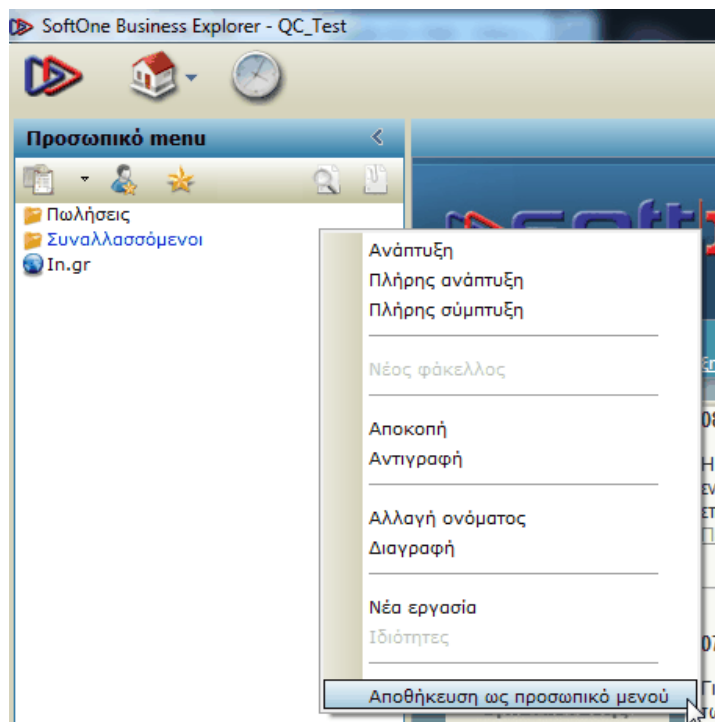 SoftOne Business Explorer - QC_Test
Προσωπικό menu
Πωλήσεις
Συναλλασσόμενοι
In.gr
soft
Ανάπτυξη
Πλήρης ανάπτυξη
Πλήρης σύμπτυξη
Νέος φάκελλος
Αποκοπή
Αντιγραφή
Αλλαγή ονόματος
Διαγραφή
Νέα εργασία
Ιδιότητες
Αποθήκευση ως προσωπικό μενού